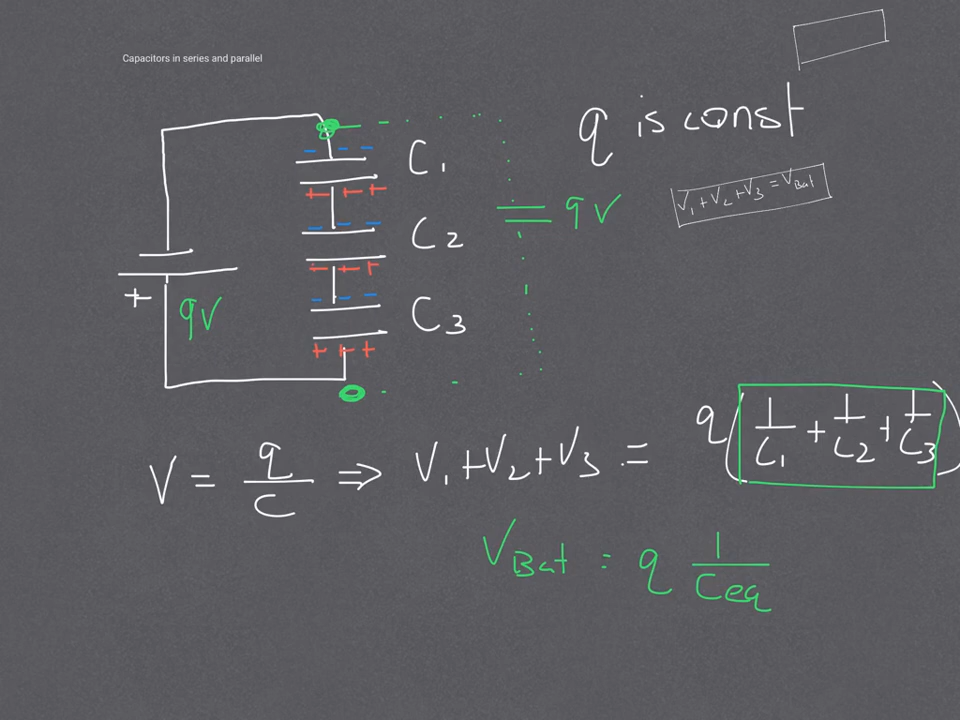 Capacitors in series and parallel
q is const
- - - C1
+ + +
V1+V2+V3 = VBat
- - - C2
9V
+ + +
- - - C3
+ 9V
+ + +
V = q/C ⇒ V1+V2+V3 = q(1/C1 + 1/C2 + 1/C3)
VBat = q 1/Ceq